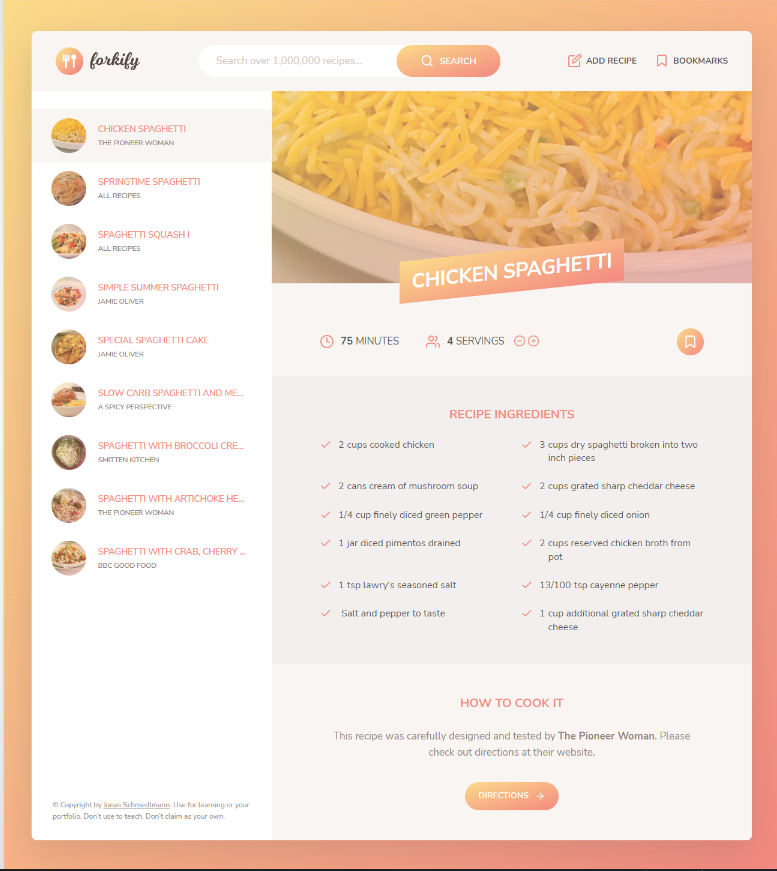 forkify
Search over 1,000,000 recipes...
SEARCH
ADD RECIPE
BOOKMARKS
CHICKEN SPAGHETTI
THE PIONEER WOMAN
SPRINGTIME SPAGHETTI
ALL RECIPES
SPAGHETTI SQUASH I
ALL RECIPES
SIMPLE SUMMER SPAGHETTI
JAMIE OLIVER
SPECIAL SPAGHETTI CAKE
JAMIE OLIVER
SLOW CARB SPAGHETTI AND ME...
A SPICY PERSPECTIVE
SPAGHETTI WITH BROCCOLI CRE...
SMITTEN KITCHEN
SPAGHETTI WITH ARTICHOKE HE...
THE PIONEER WOMAN
SPAGHETTI WITH CRAB, CHERRY ...
BBC GOOD FOOD
© Copyright by Jonas Schmedtmann. Use for learning or your
portfolio. Don't use to teach. Don't claim as your own.
CHICKEN SPAGHETTI
75 MINUTES
4 SERVINGS
RECIPE INGREDIENTS
2 cups cooked chicken
3 cups dry spaghetti broken into two
inch pieces
2 cans cream of mushroom soup
2 cups grated sharp cheddar cheese
1/4 cup finely diced green pepper
1/4 cup finely diced onion
1 jar diced pimentos drained
2 cups reserved chicken broth from
pot
1 tsp lawry's seasoned salt
13/100 tsp cayenne pepper
Salt and pepper to taste
1 cup additional grated sharp cheddar
cheese
HOW TO COOK IT
This recipe was carefully designed and tested by The Pioneer Woman. Please
check out directions at their website.
DIRECTIONS